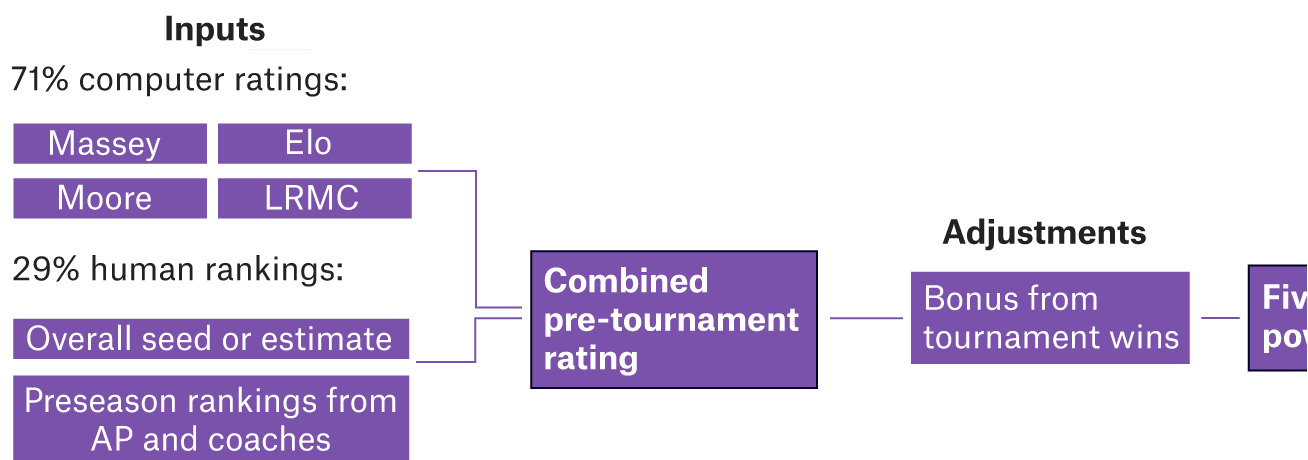 Inputs
71% computer ratings:
Massey
Elo
Moore
LRMC
29% human rankings:
Overall seed or estimate
Preseason rankings from
AP and coaches
Combined
pre-tournament
rating
Adjustments
Bonus from
tournament wins